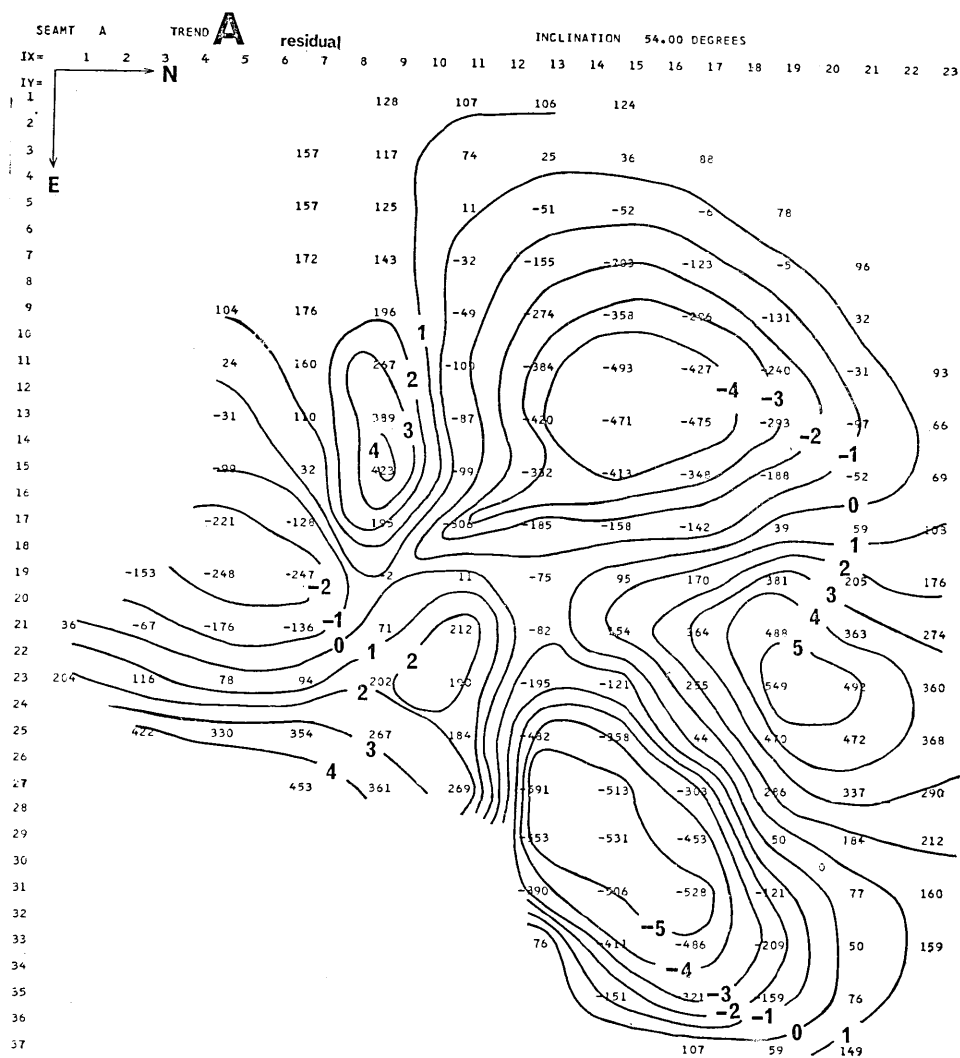 SEAMT A TREND A residual INCLINATION 54.00 DEGREES
IX= 1 2 3 4 5 6 7 8 9 10 11 12 13 14 15 16 17 18 19 20 21 22 23
N
IY=
1 128 107 106 124
2
3 157 117 74 25 36 88
4
E
5 157 125 11 -51 -52 -6 78
6
7 172 143 -32 -155 -123 -5 96
8
9 104 176 196 -49 -274 -358 -131 32
10 1
11 24 160 267 -100 -384 -493 -427 -240 -31 93
12 2 -4 -3
13 -31 110 389 -87 -420 -471 -475 -293 -97 66
14 3 -2
4 -1
15 -99 32 423 -99 -332 -413 -348 -188 -52 69
16 0
17 -221 -128 195 -306 -185 -158 -142 39 59 103
18 1
2
19 -153 -248 -247 -2 11 -75 95 170 381 205 176
20 -2 3
-1 4
21 36 -67 -176 -136 71 212 -82 154 364 488 363 274
22 0 1 2 5
23 204 116 78 94 202 190 -195 -121 255 549 492 360
24 2
25 422 330 354 267 184 -482 -358 44 470 472 368
26 4 3
27 453 361 269 -591 -513 -303 286 337 290
28
29 -553 -531 -453 50 184 212
30 0
31 -390 -506 -528 -121 77 160
32 -5
33 76 -411 -486 -209 50 159
34 -4
35 -151 -321 -3 -159 76
36 -2 -1 0 1
37 107 59 149